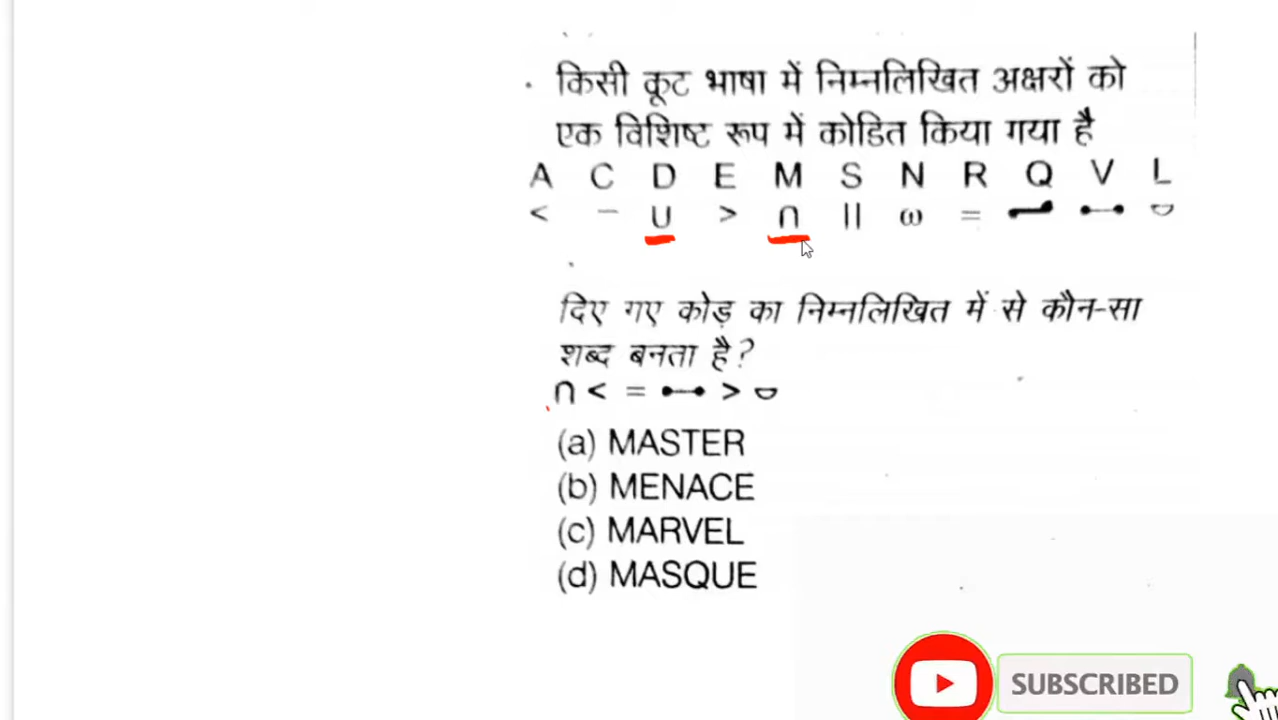 किसी कूट भाषा में निम्नलिखित अक्षरों को
एक विशिष्ट रूप में कोडित किया गया है
A C D E M S N R Q V L
< − ∪ > ∩ || ω =
दिए गए कोड़ का निम्नलिखित में से कौन-सा
शब्द बनता है?
∩ < = •–• > ⌓
(a) MASTER
(b) MENACE
(c) MARVEL
(d) MASQUE
SUBSCRIBED